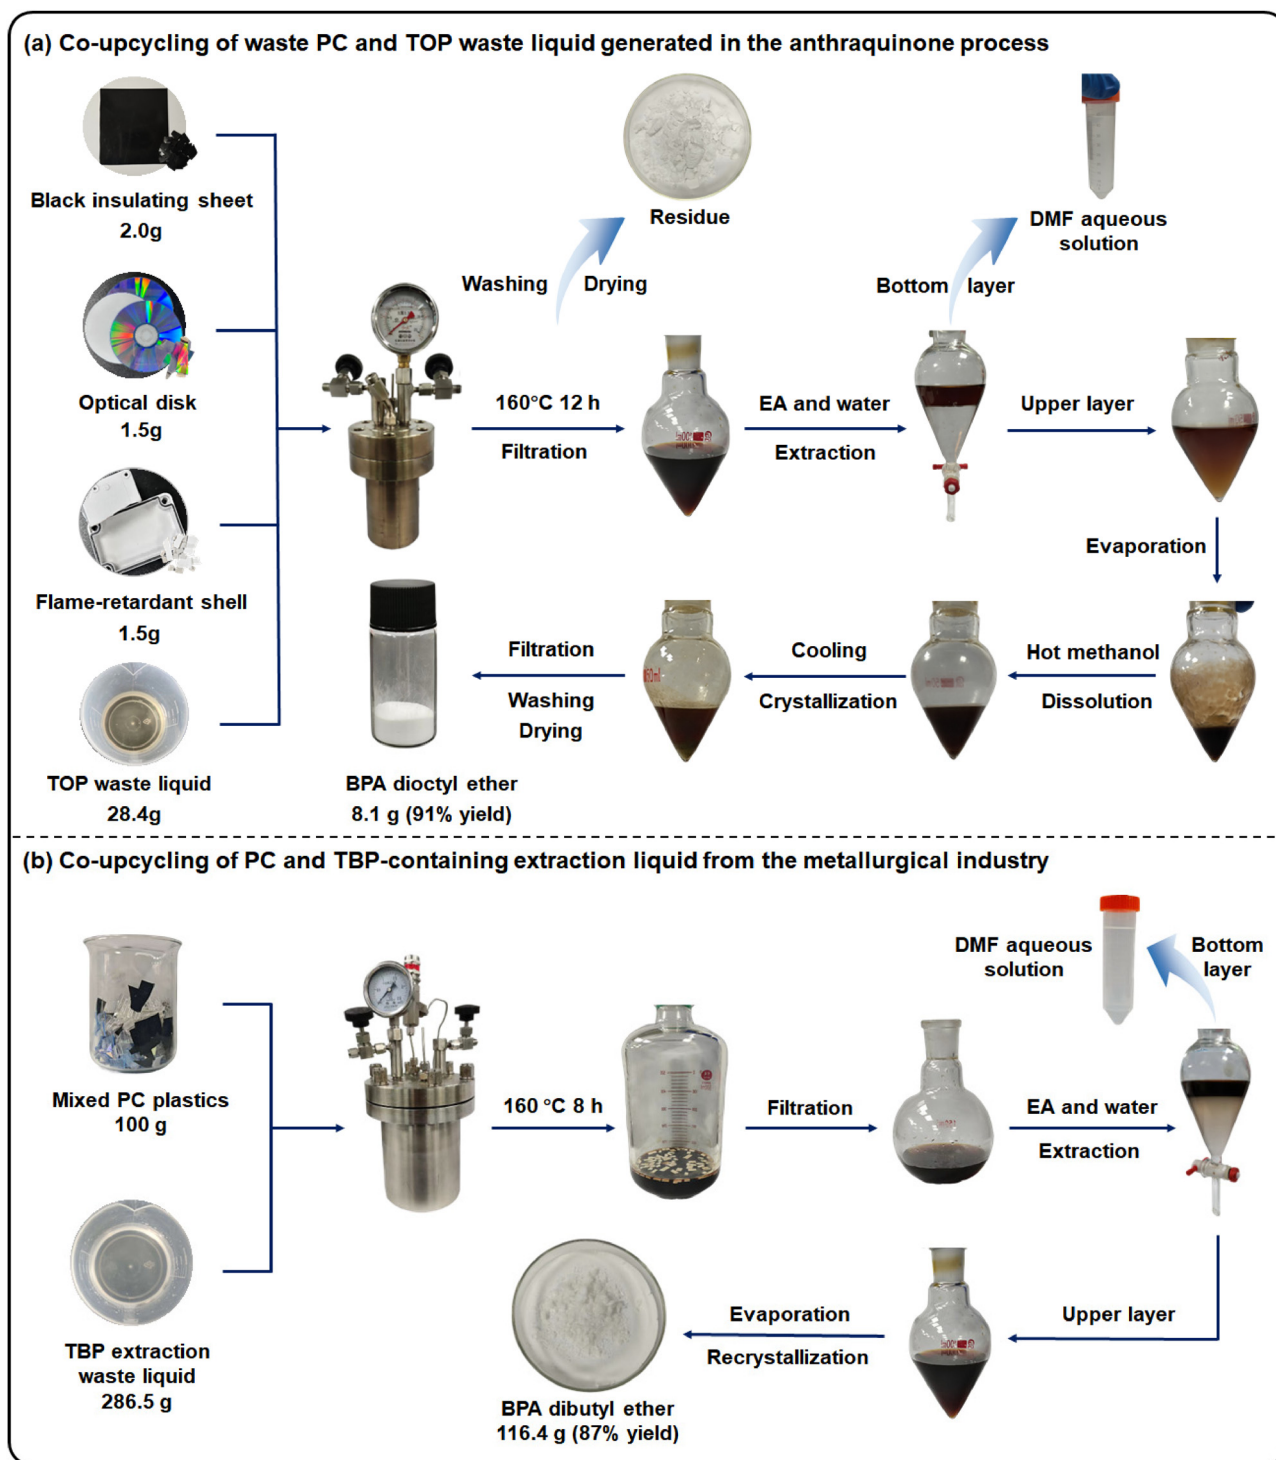 (a) Co-upcycling of waste PC and TOP waste liquid generated in the anthraquinone process
Black insulating sheet
2.0g
Optical disk
1.5g
Flame-retardant shell
1.5g
TOP waste liquid
28.4g
Washing Drying
Residue
160°C 12 h
Filtration
EA and water
Extraction
Bottom layer
DMF aqueous
solution
Upper layer
Evaporation
Hot methanol
Dissolution
Cooling
Crystallization
Filtration
Washing
Drying
BPA dioctyl ether
8.1 g (91% yield)
(b) Co-upcycling of PC and TBP-containing extraction liquid from the metallurgical industry
Mixed PC plastics
100 g
TBP extraction
waste liquid
286.5 g
160 °C 8 h
Filtration
EA and water
Extraction
DMF aqueous
solution
Bottom
layer
Upper layer
Evaporation
Recrystallization
BPA dibutyl ether
116.4 g (87% yield)